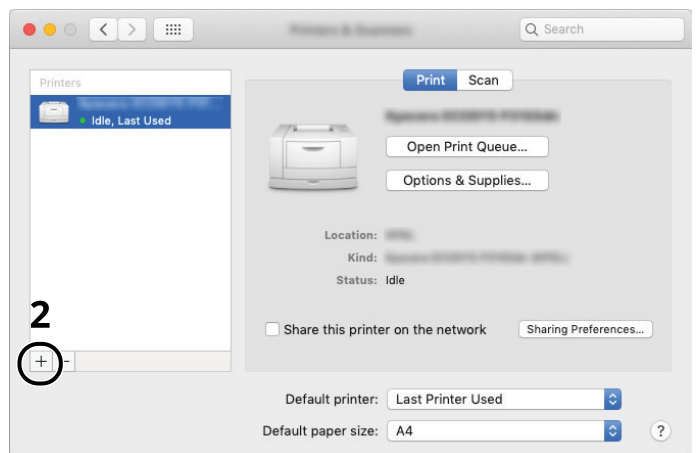 Search
Printers
Idle, Last Used
Print Scan
Open Print Queue...
Options & Supplies...
Location:
Kind:
Status: Idle
2
Share this printer on the network Sharing Preferences...
+ -
Default printer: Last Printer Used
Default paper size: A4 ?